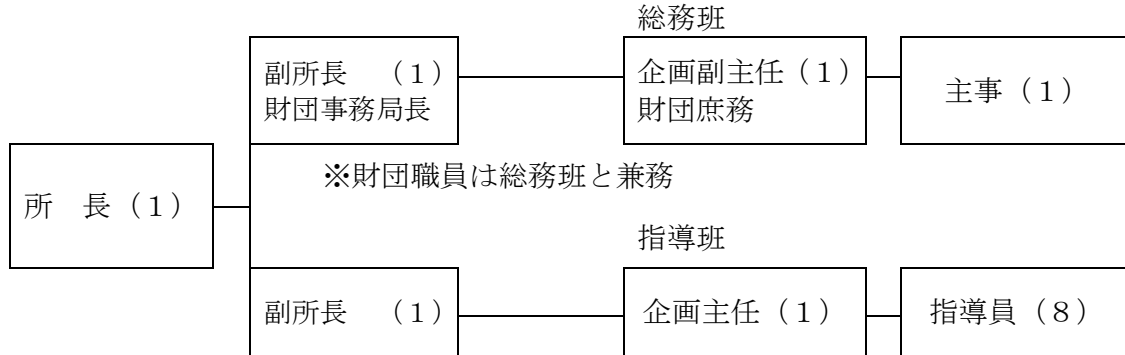 総務班
副所長　（１）
財団事務局長
企画副主任（１）
財団庶務
主事（１）
※財団職員は総務班と兼務
所　長（１）
指導班
副所長　（１）
企画主任（１）
指導員（８）